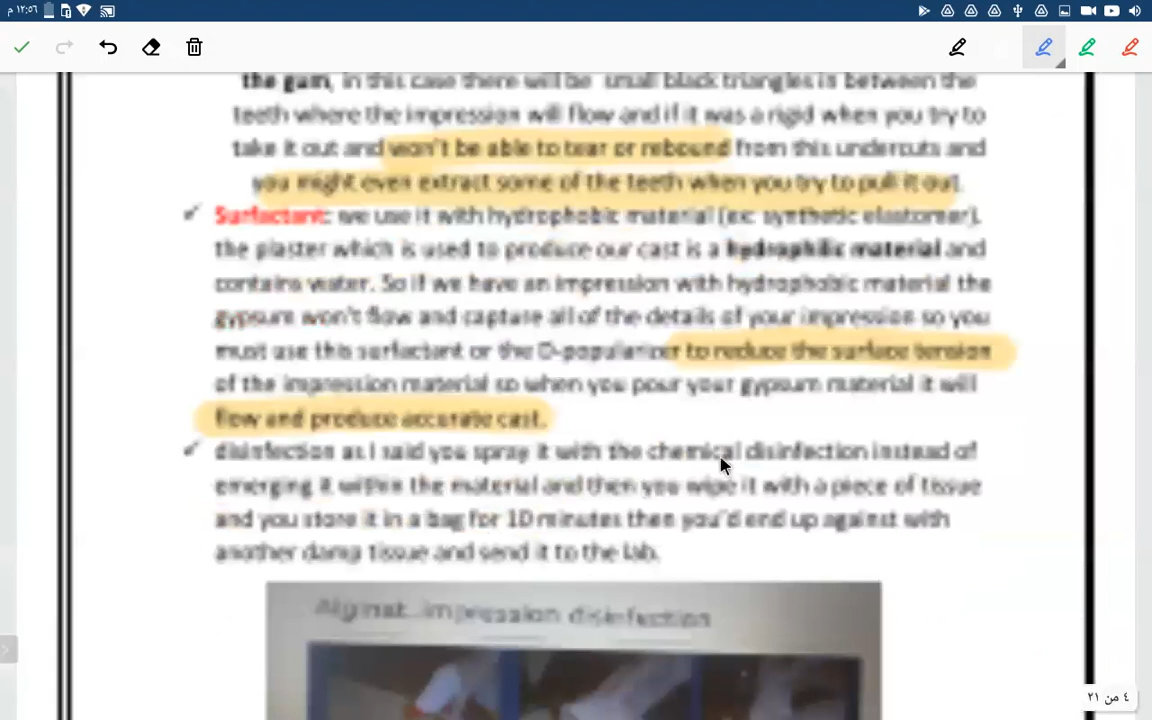 ١٢:٥٦ م
the gum, in this case there will be small black triangles in between the
teeth where the impression will flow and if it was a rigid when you try to
take it out and won't be able to tear or rebound from this undercuts and
you might even extract some of the teeth when you try to pull it out.
✓ Surfactant: we use it with hydrophobic material (ex: synthetic elastomer),
the plaster which is used to produce our cast is a hydrophilic material and
contains water. So if we have an impression with hydrophobic material the
gypsum won't flow and capture all of the details of your impression so you
must use this surfactant or the D-popularizer to reduce the surface tension
of the impression material so when you pour your gypsum material it will
flow and produce accurate cast.
✓ disinfection as I said you spray it with the chemical disinfection instead of
emerging it within the material and then you wipe it with a piece of tissue
and you store it in a bag for 10 minutes then you'd end up against with
another damp tissue and send it to the lab.
Alginat..impression disinfection
٤ من ٢١